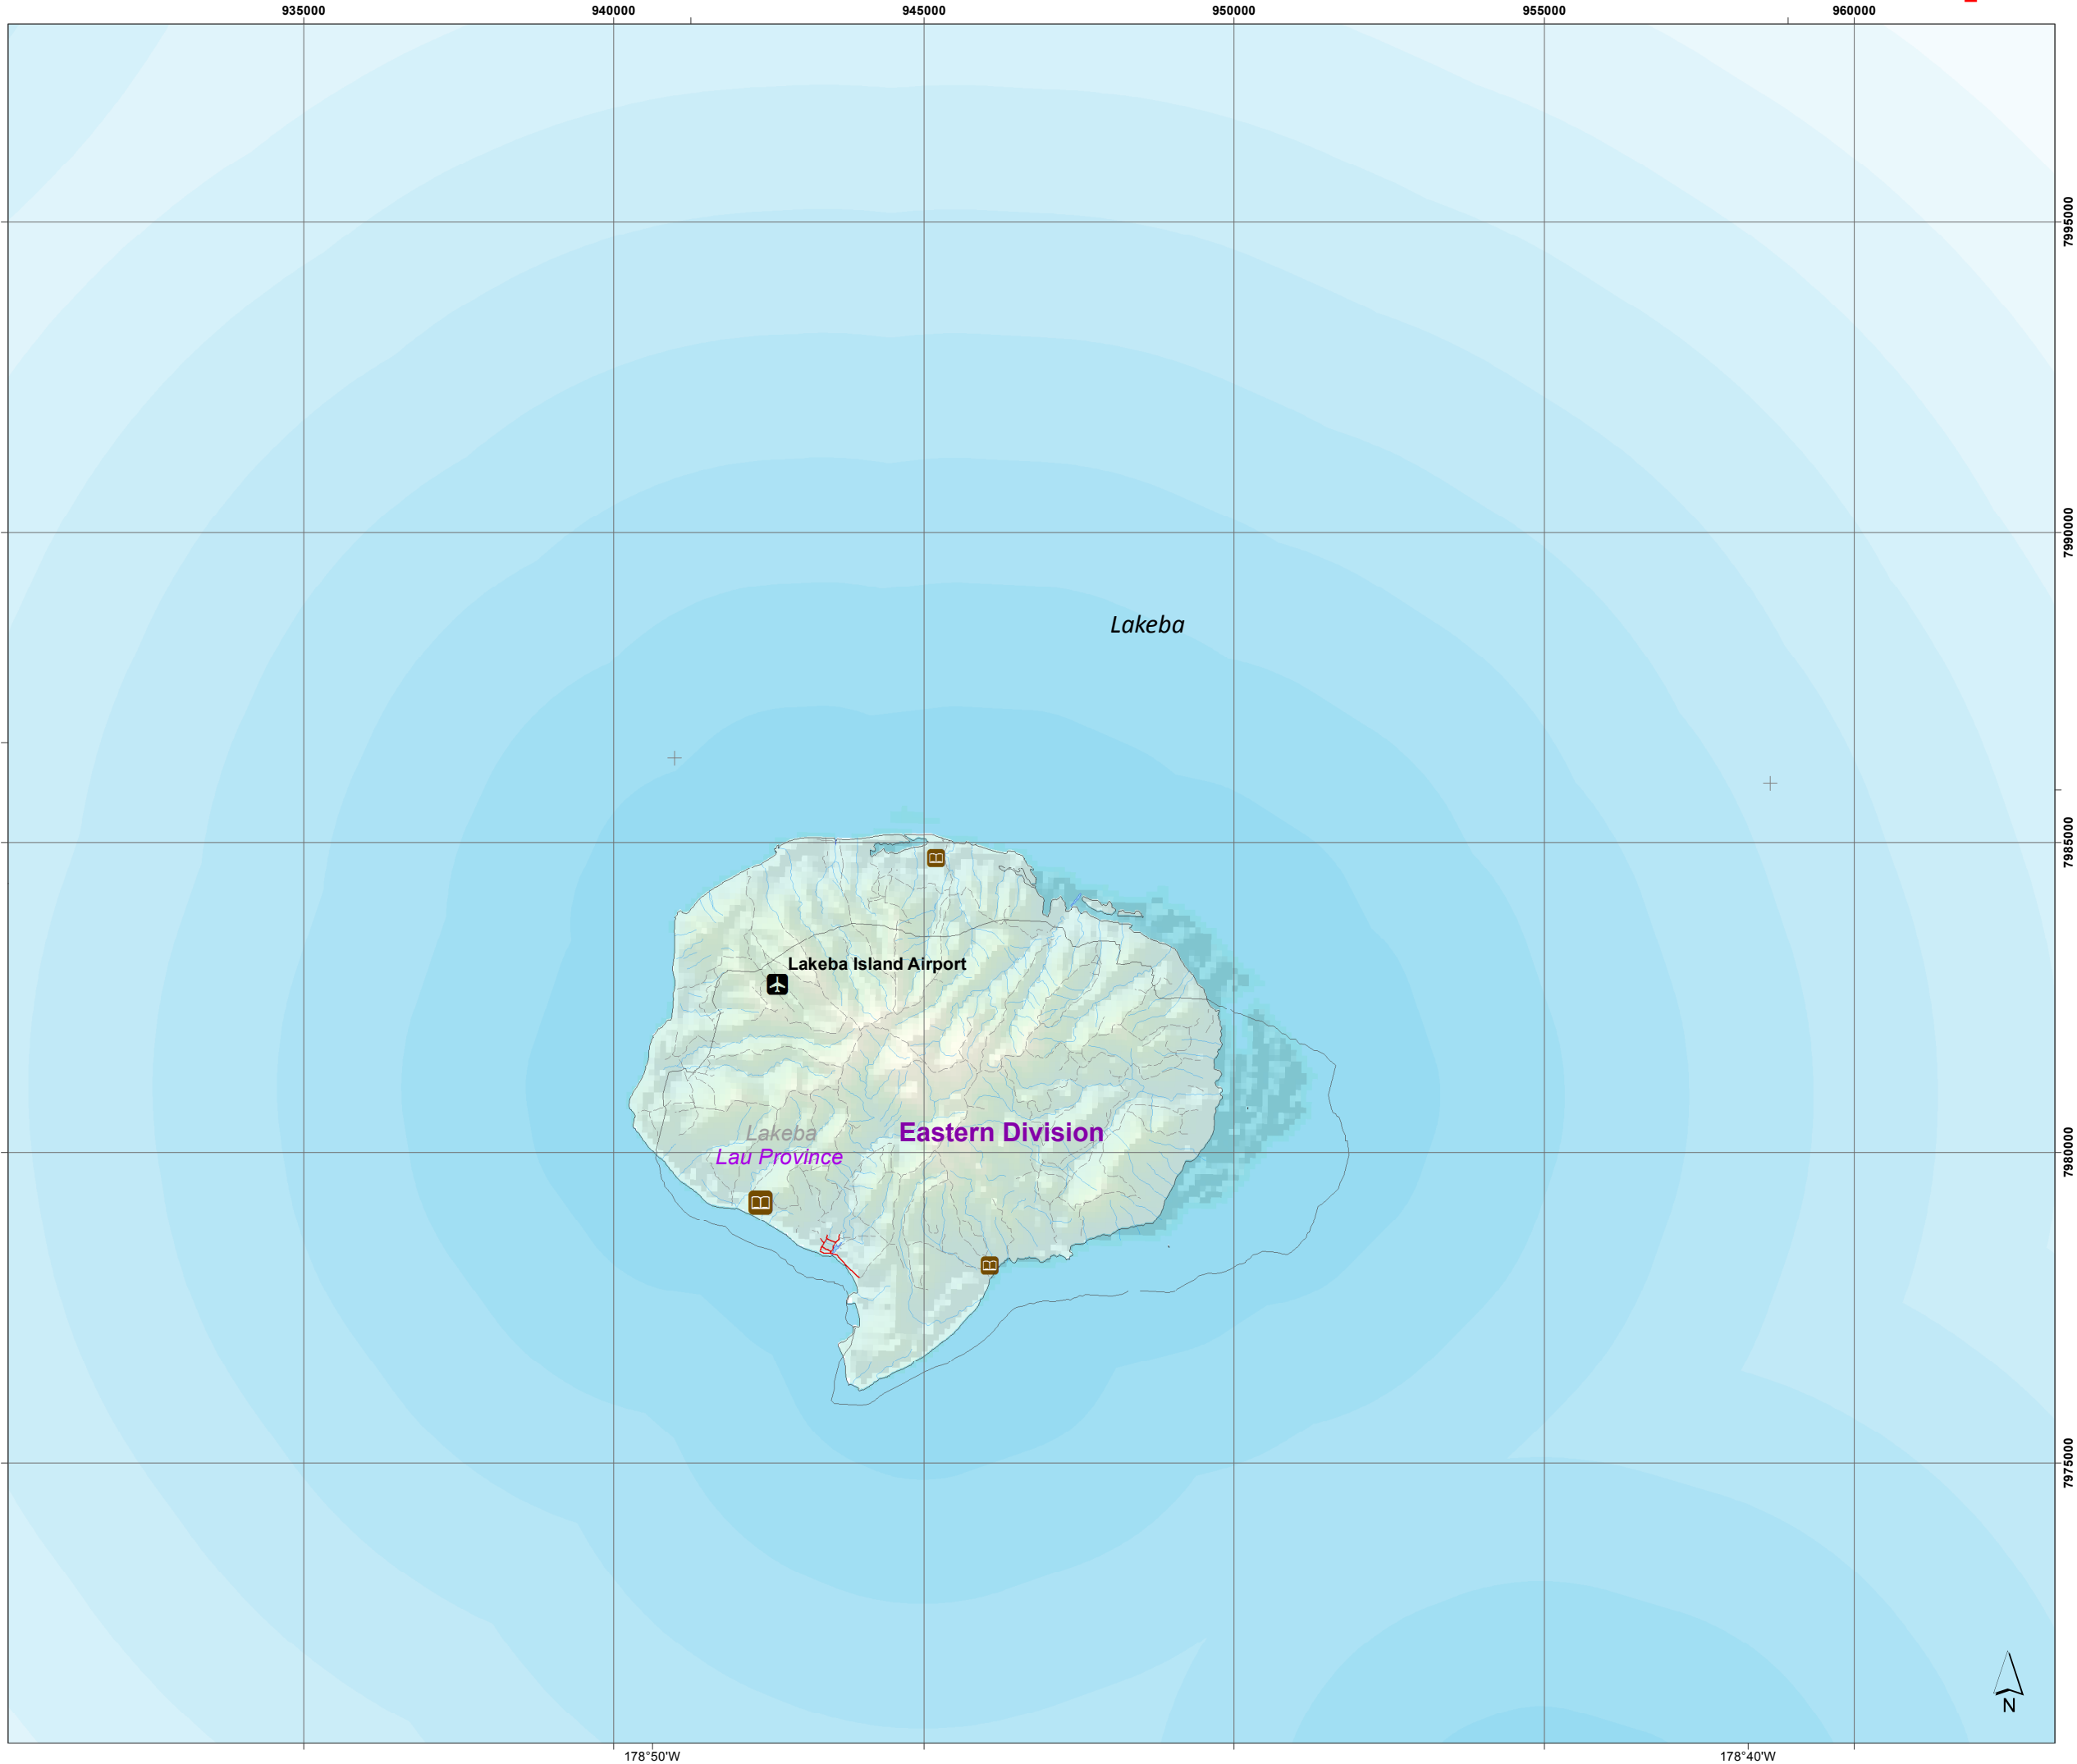 935000 940000 945000 950000 955000 960000
7995000
7990000
Lakeba
7985000
Lakeba Island Airport
Eastern Division
Lakeba
Lau Province
7980000
7975000
N
178°50'W 178°40'W